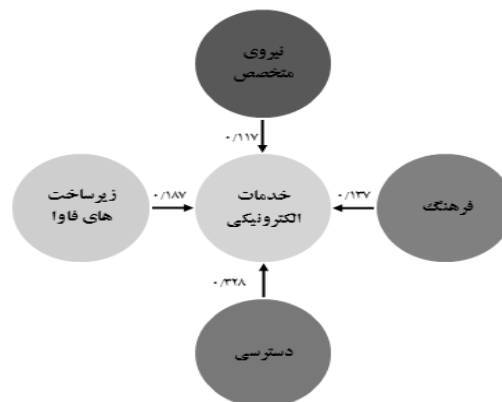 نیروی
متخصص
۰/۱۱۷
زیرساخت
های فاوا
۰/۱۸۷
خدمات
الکترونیکی
۰/۱۳۷
فرهنگ
۰/۳۲۸
دسترسی